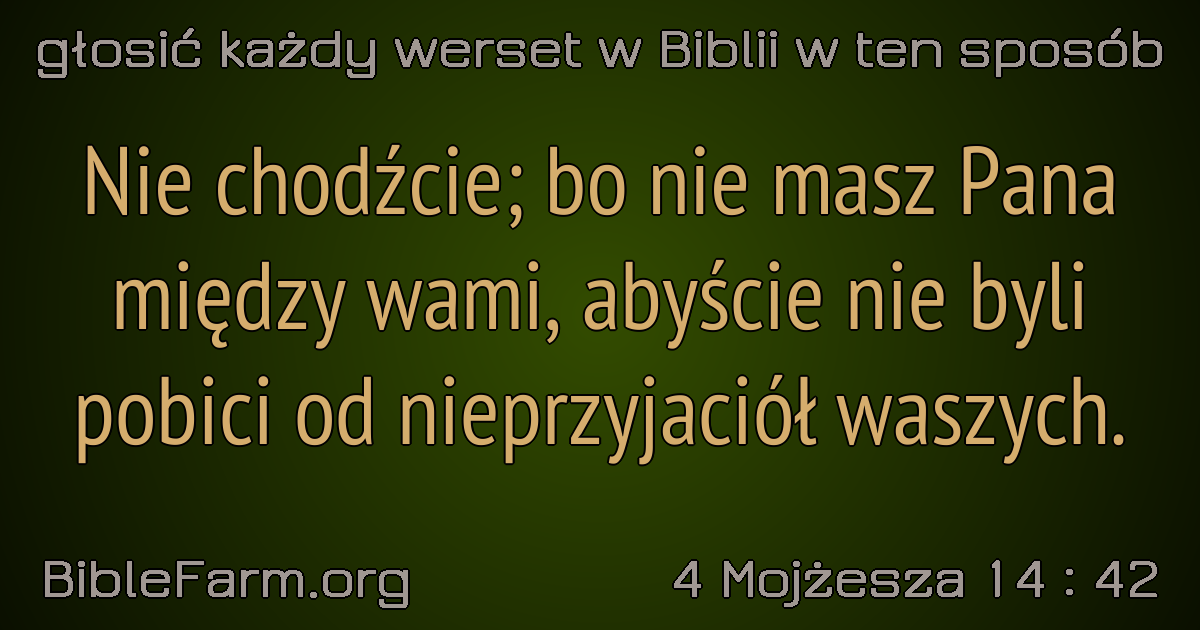 głosić każdy werset w Biblii w ten sposób
Nie chodźcie; bo nie masz Pana
między wami, abyście nie byli
pobici od nieprzyjaciół waszych.
BibleFarm.org
4 Mojżesza 14 : 42